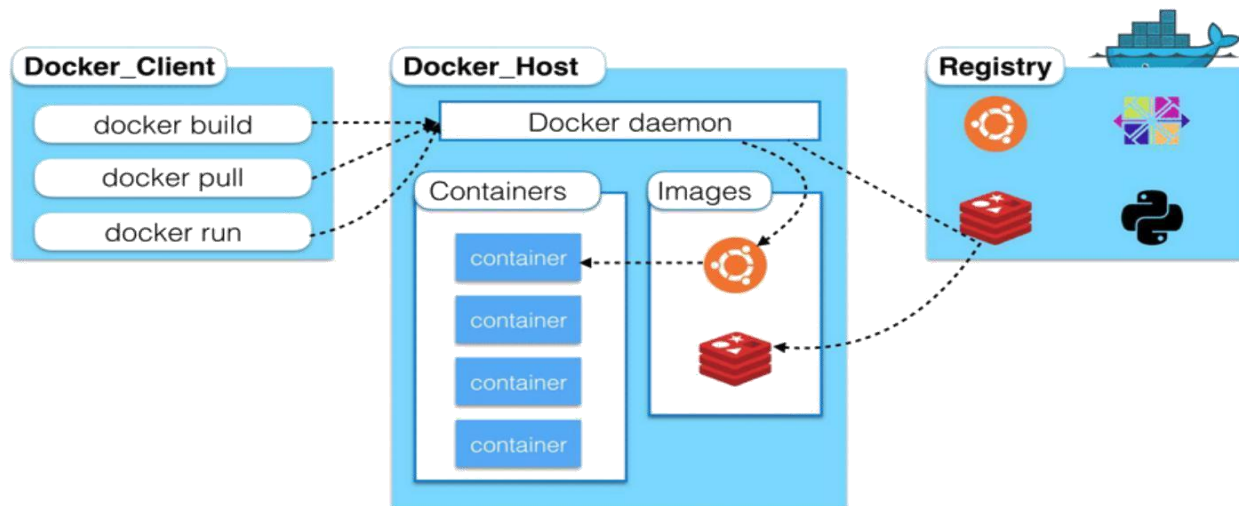 Docker_Client
docker build
docker pull
docker run
Docker_Host
Docker daemon
Containers
container
container
container
container
Images
Registry